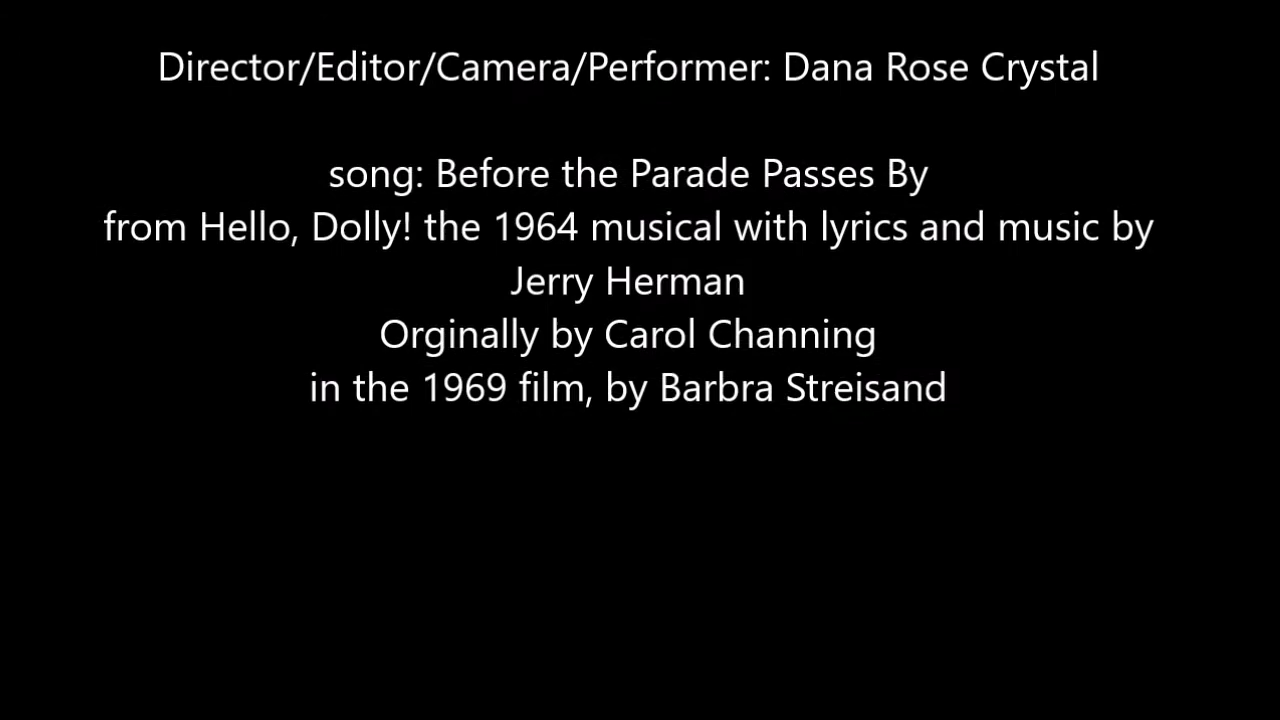 Director/Editor/Camera/Performer: Dana Rose Crystal
song: Before the Parade Passes By
from Hello, Dolly! the 1964 musical with lyrics and music by
Jerry Herman
Orginally by Carol Channing
in the 1969 film, by Barbra Streisand